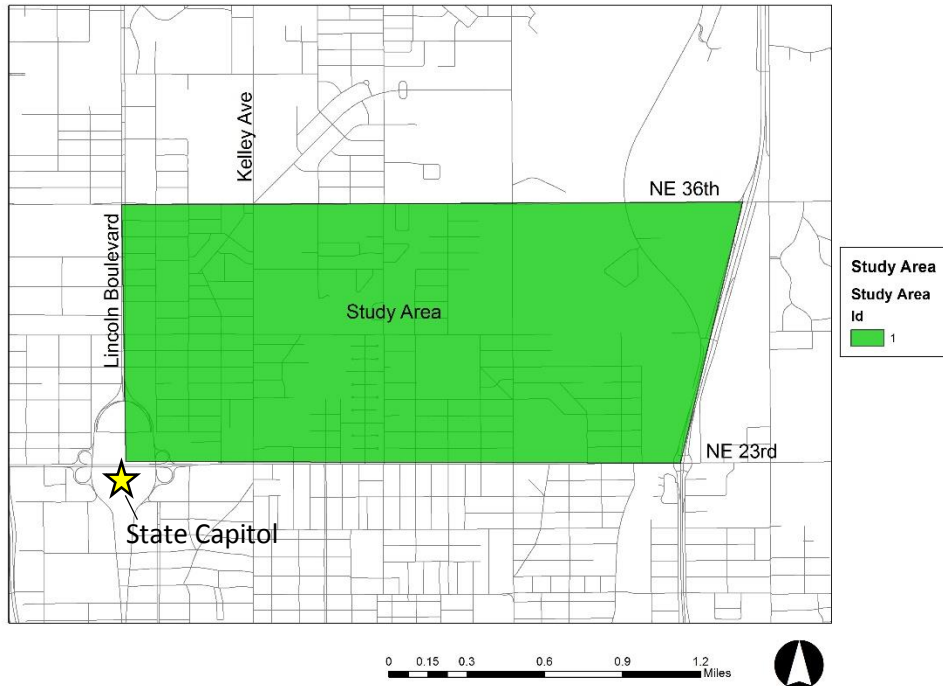 Kelley Ave
NE 36th
Lincoln Boulevard
Study Area
NE 23rd
State Capitol
Study Area
Study Area
Id
1
0 0.15 0.3 0.6 0.9 1.2
Miles